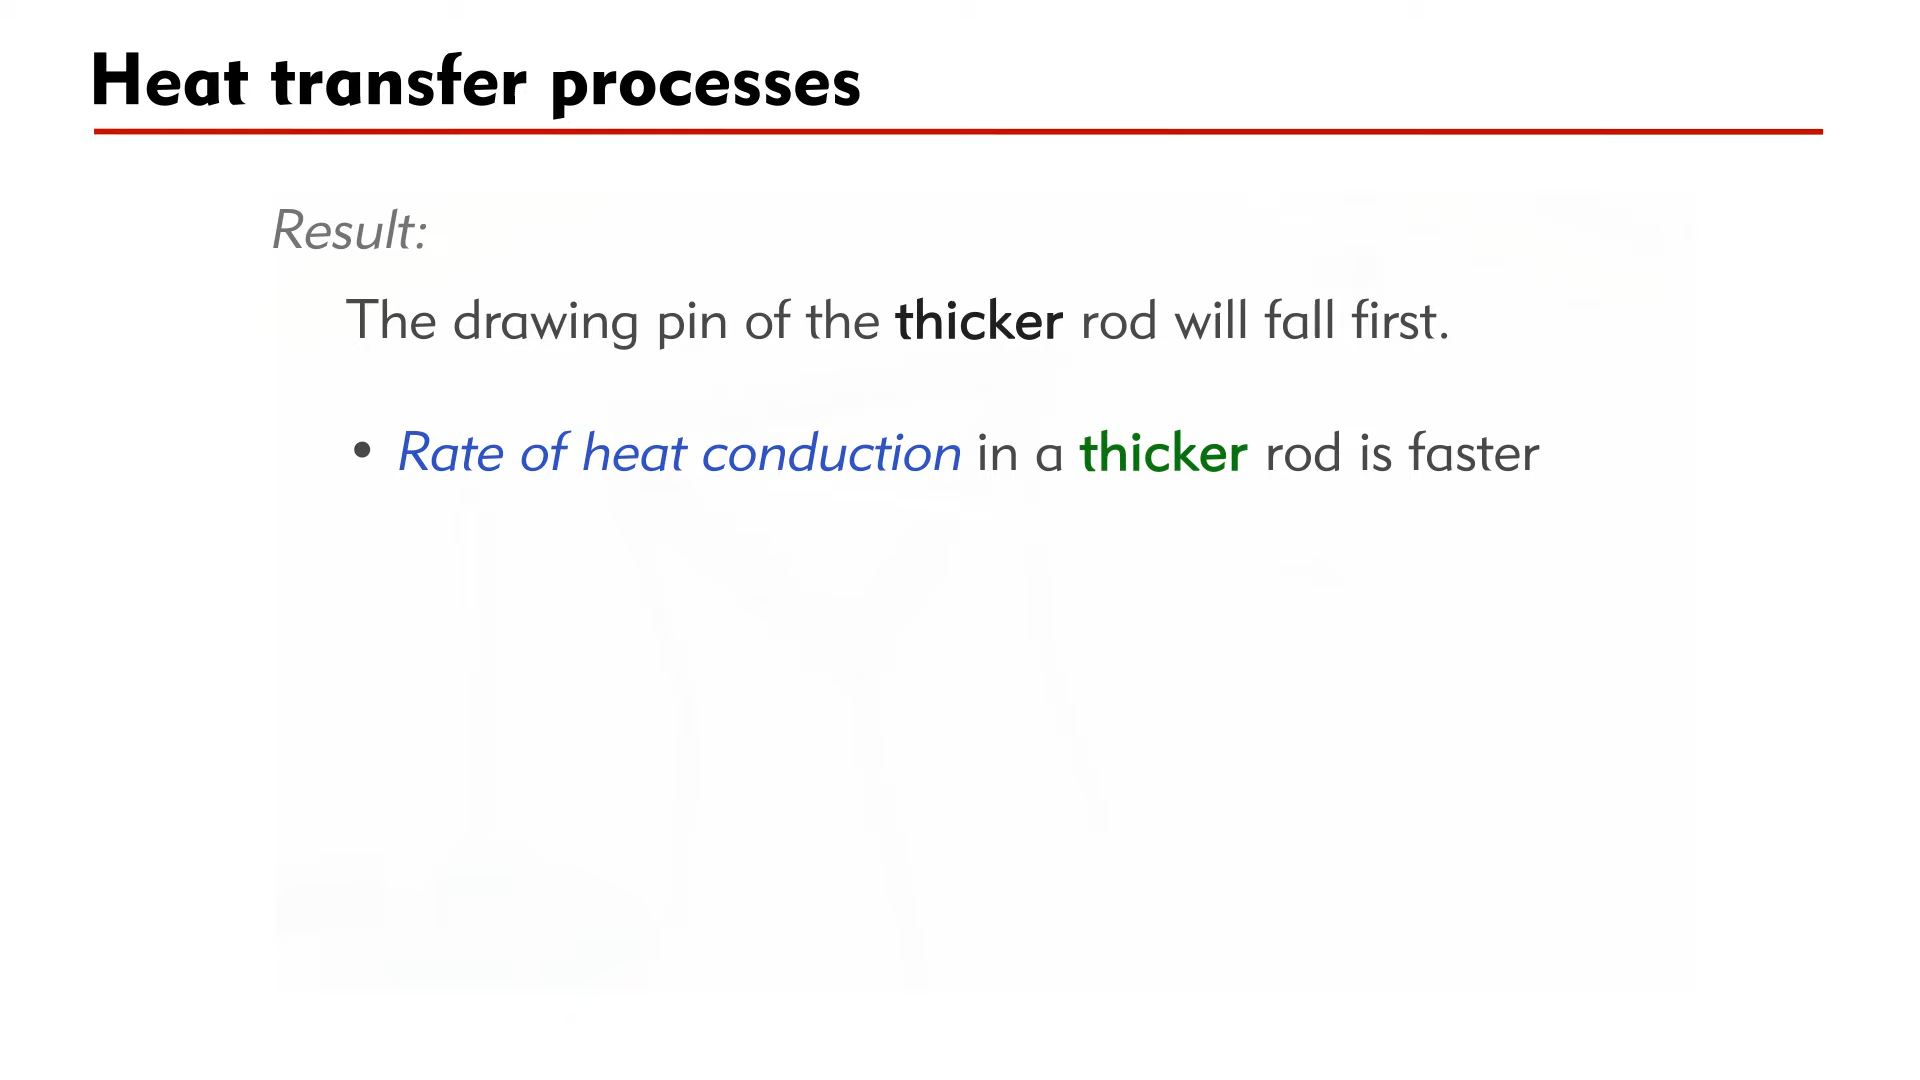 Heat transfer processes
Result:
The drawing pin of the thicker rod will fall first.
• Rate of heat conduction in a thicker rod is faster